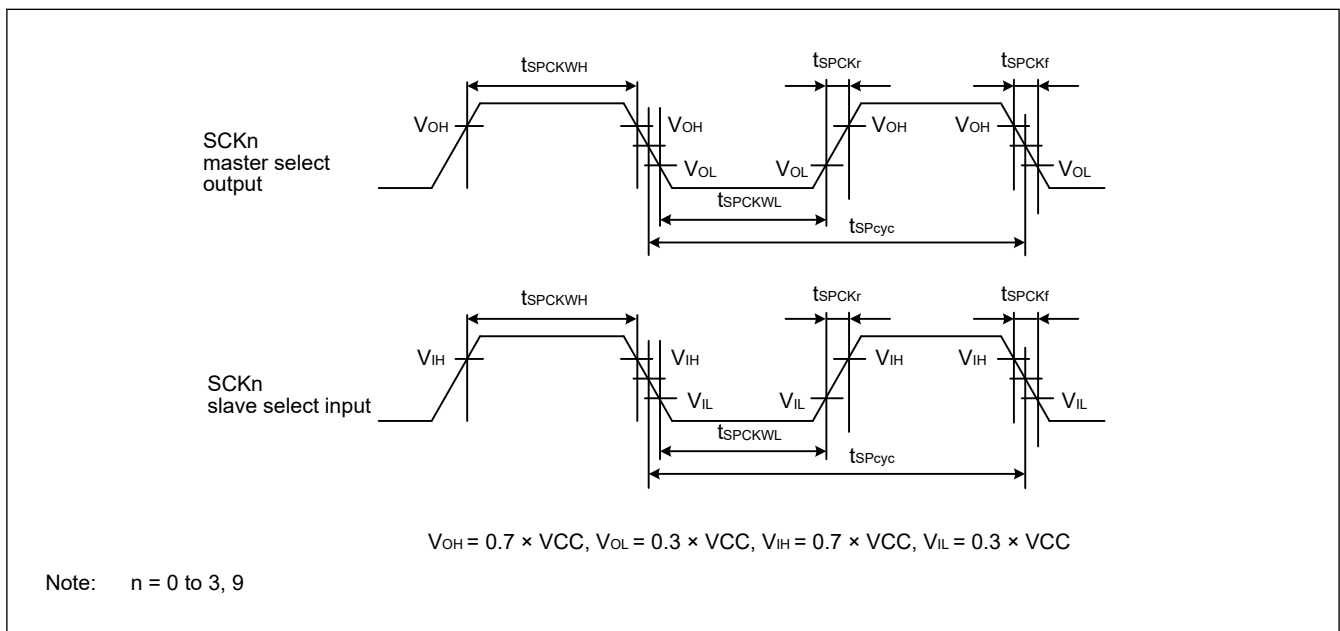 tSPCKWH
tSPCKr
tSPCKf
SCKn
master select
output
VOH
VOH
VOL
VOL
VOH
VOH
VOL
tSPCKWL
tSPcyc
tSPCKWH
tSPCKr
tSPCKf
SCKn
slave select input
VIH
VIH
VIL
VIL
VIH
VIH
VIL
tSPCKWL
tSPcyc
VOH = 0.7 × VCC, VOL = 0.3 × VCC, VIH = 0.7 × VCC, VIL = 0.3 × VCC
Note: n = 0 to 3, 9